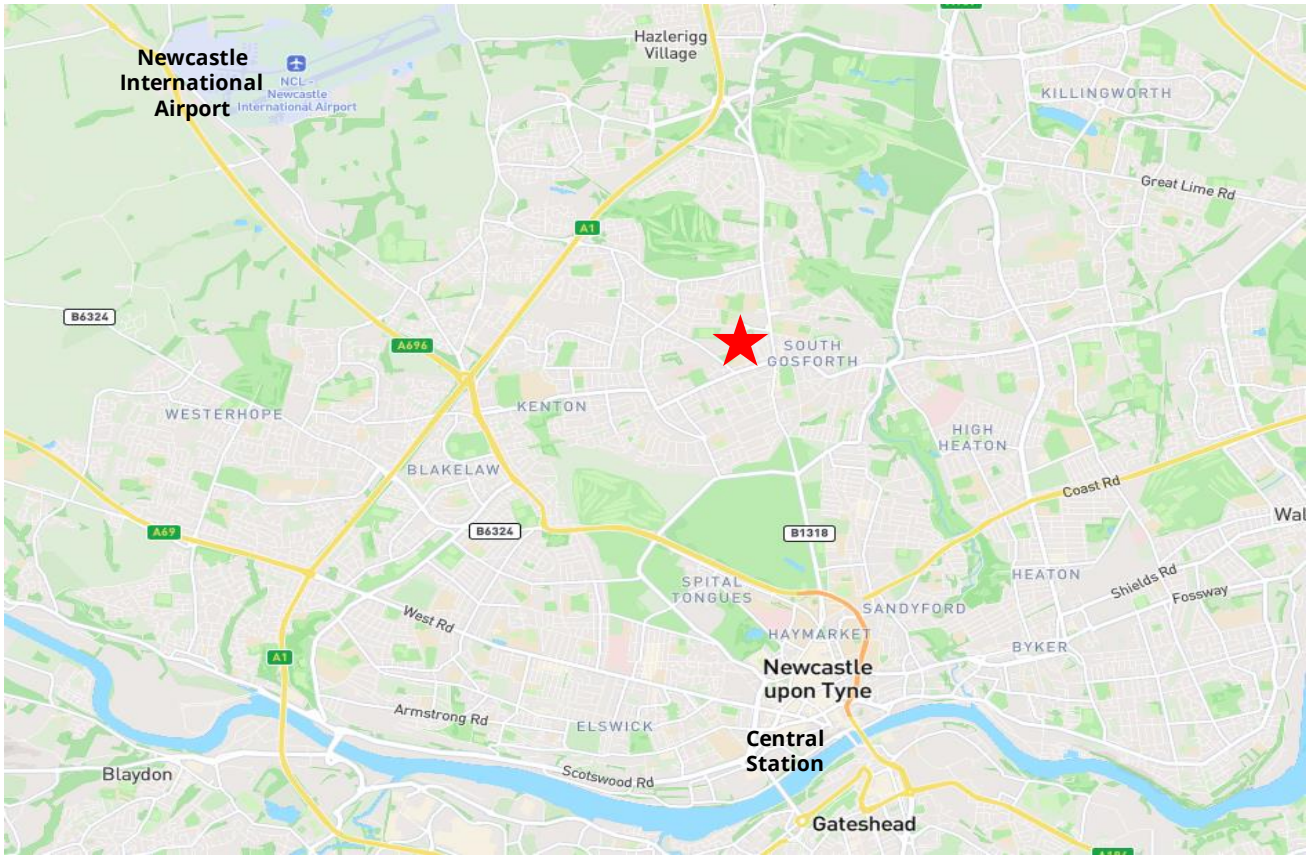 Hazlerigg
Village
Newcastle
International
Airport
NCL -
Newcastle
International Airport
KILLINGWORTH
Great Lime Rd
A1
B6324
A696
SOUTH
GOSFORTH
WESTERHOPE
KENTON
HIGH
HEATON
BLAKELAW
Coast Rd
Wal
A69
B6324
B1318
SPITAL
TONGUES
HEATON
Shields Rd
Fossway
SANDYFORD
West Rd
HAYMARKET
BYKER
A1
Newcastle
upon Tyne
Armstrong Rd
ELSWICK
Central
Station
Blaydon
Scotswood Rd
Gateshead